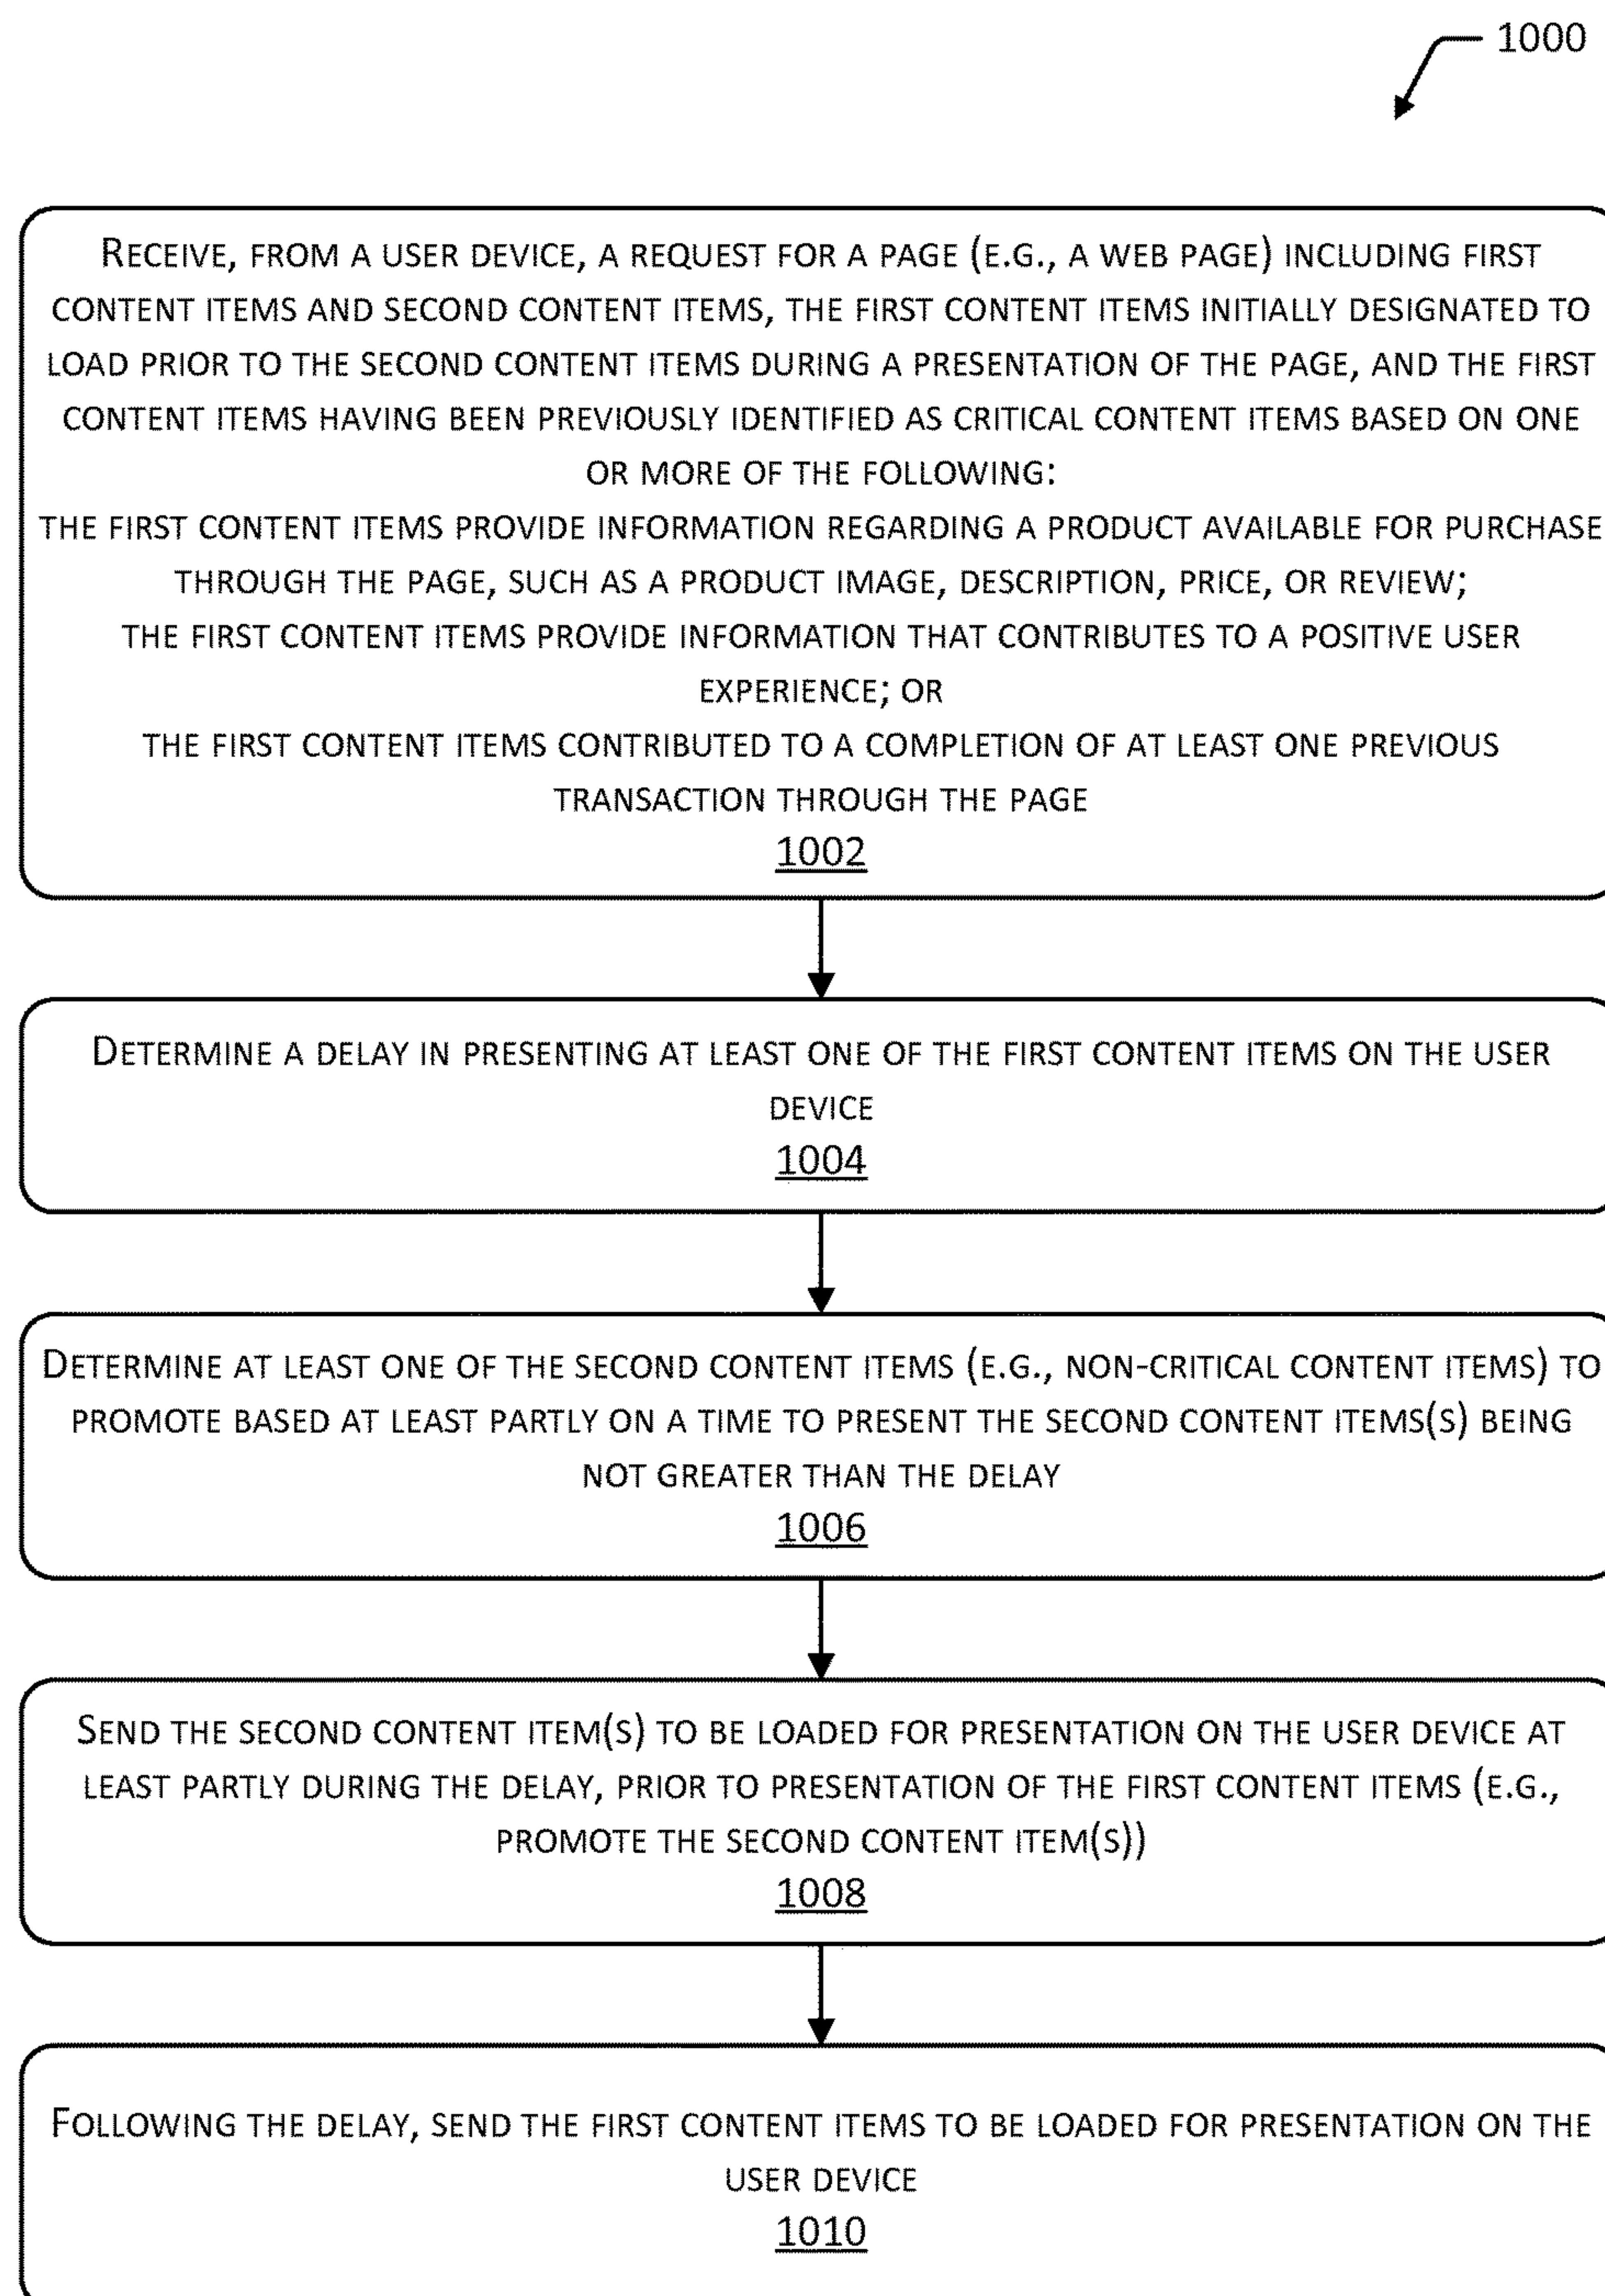 1000
RECEIVE, FROM A USER DEVICE, A REQUEST FOR A PAGE (E.G., A WEB PAGE) INCLUDING FIRST
CONTENT ITEMS AND SECOND CONTENT ITEMS, THE FIRST CONTENT ITEMS INITIALLY DESIGNATED TO
LOAD PRIOR TO THE SECOND CONTENT ITEMS DURING A PRESENTATION OF THE PAGE, AND THE FIRST
CONTENT ITEMS HAVING BEEN PREVIOUSLY IDENTIFIED AS CRITICAL CONTENT ITEMS BASED ON ONE
OR MORE OF THE FOLLOWING:
THE FIRST CONTENT ITEMS PROVIDE INFORMATION REGARDING A PRODUCT AVAILABLE FOR PURCHASE
THROUGH THE PAGE, SUCH AS A PRODUCT IMAGE, DESCRIPTION, PRICE, OR REVIEW;
THE FIRST CONTENT ITEMS PROVIDE INFORMATION THAT CONTRIBUTES TO A POSITIVE USER
EXPERIENCE; OR
THE FIRST CONTENT ITEMS CONTRIBUTED TO A COMPLETION OF AT LEAST ONE PREVIOUS
TRANSACTION THROUGH THE PAGE
1002
DETERMINE A DELAY IN PRESENTING AT LEAST ONE OF THE FIRST CONTENT ITEMS ON THE USER
DEVICE
1004
DETERMINE AT LEAST ONE OF THE SECOND CONTENT ITEMS (E.G., NON-CRITICAL CONTENT ITEMS) TO
PROMOTE BASED AT LEAST PARTLY ON A TIME TO PRESENT THE SECOND CONTENT ITEMS(S) BEING
NOT GREATER THAN THE DELAY
1006
SEND THE SECOND CONTENT ITEM(S) TO BE LOADED FOR PRESENTATION ON THE USER DEVICE AT
LEAST PARTLY DURING THE DELAY, PRIOR TO PRESENTATION OF THE FIRST CONTENT ITEMS (E.G.,
PROMOTE THE SECOND CONTENT ITEM(S))
1008
FOLLOWING THE DELAY, SEND THE FIRST CONTENT ITEMS TO BE LOADED FOR PRESENTATION ON THE
USER DEVICE
1010